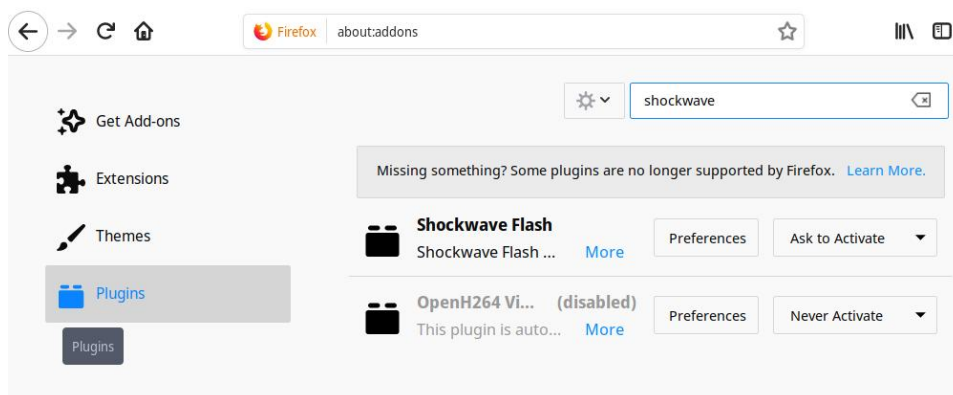 Firefox about:addons
shockwave
Get Add-ons
Extensions
Themes
Plugins
Plugins
Missing something? Some plugins are no longer supported by Firefox. Learn More.
Shockwave Flash
Shockwave Flash ... More
Preferences
Ask to Activate
OpenH264 Vi... (disabled)
This plugin is auto... More
Preferences
Never Activate